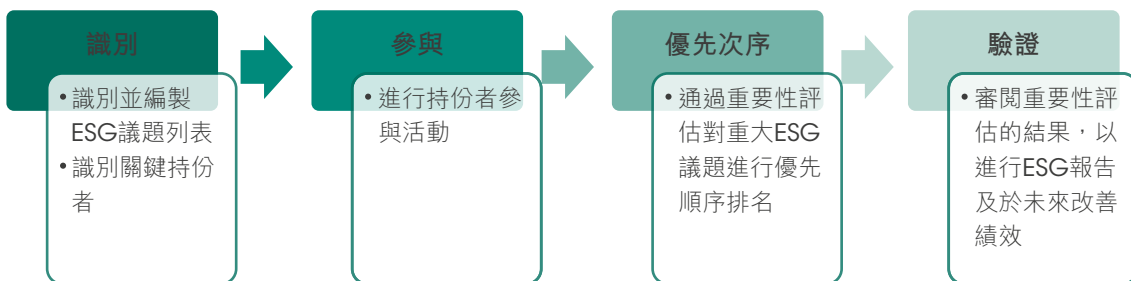 識別
• 識別並編製
ESG議題列表
• 識別關鍵持份
者
參與
• 進行持份者參
與活動
優先次序
• 通過重要性評
估對重大ESG
議題進行優先
順序排名
驗證
• 審閱重要性評
估的結果，以
進行ESG報告
及於未來改善
績效